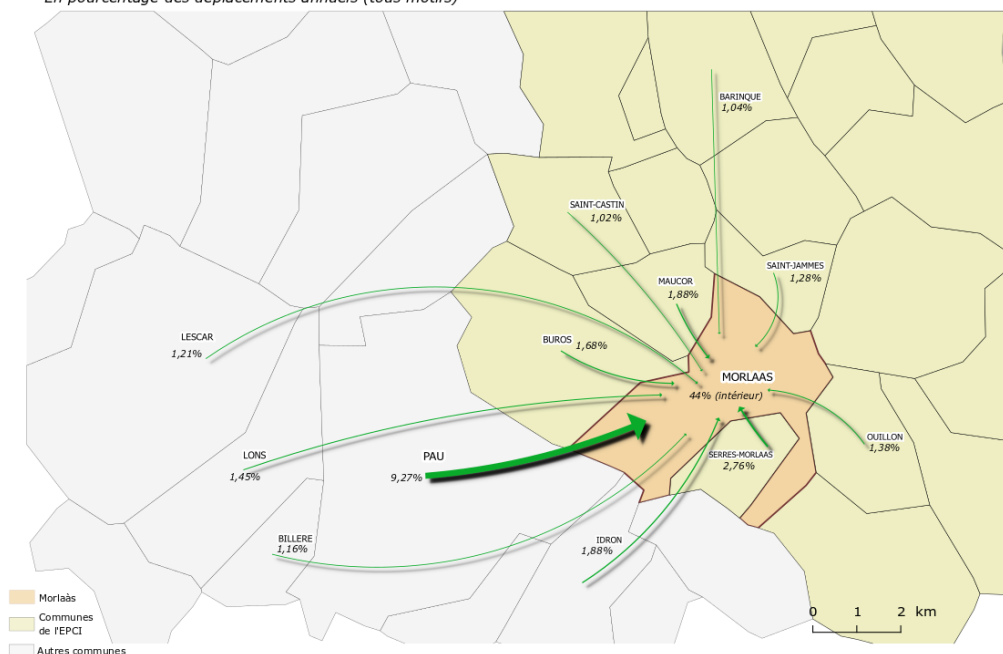 En pourcentage des déplacements annuels (tous motifs)
BARINQUE
1,04%
SAINT-CASTIN
1,02%
SAINT-JAMMES
1,28%
MAUCOR
1,88%
LESCAR
1,21%
BUROS 1,68%
MORLAAS
44% (intérieur)
OUILLON
1,38%
LONS
1,45%
PAU
9,27%
SERRES-MORLAAS
2,76%
BILLERE
1,16%
IDRON
1,88%
Morlaàs
Communes
de l'EPCI
Autres communes
0 1 2 km